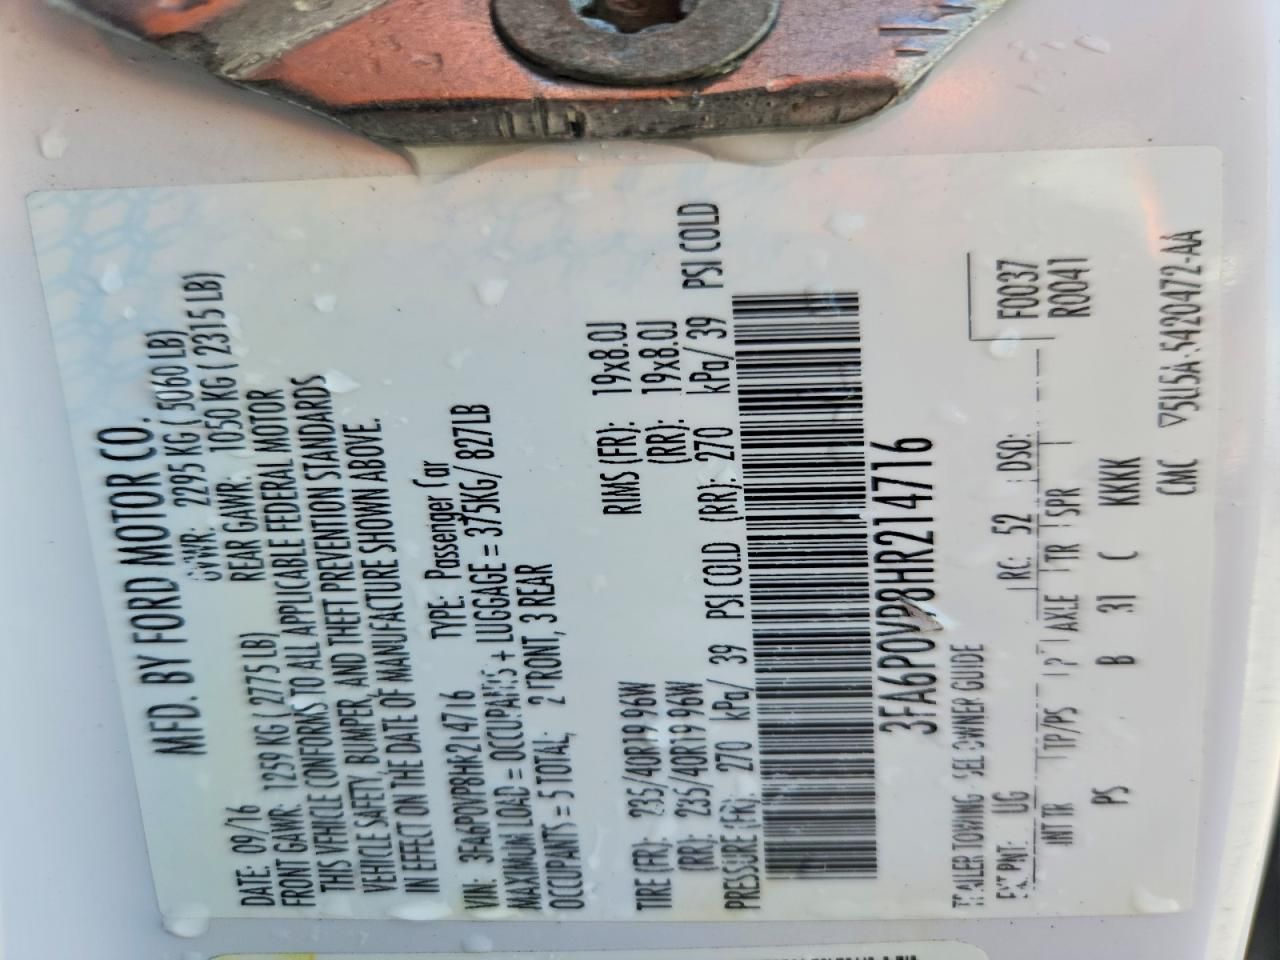 MFD. BY FORD MOTOR CO.
DATE: 09/16 GVWR: 2295 KG ( 5060 LB)
FRONT GAWR: 1259 KG ( 2775 LB) REAR GAWR: 1050 KG ( 2315 LB)
THIS VEHICLE CONFORMS TO ALL APPLICABLE FEDERAL MOTOR
VEHICLE SAFETY, BUMPER, AND THEFT PREVENTION STANDARDS
IN EFFECT ON THE DATE OF MANUFACTURE SHOWN ABOVE.
VIN: 3FA6P0VP8HR214716 TYPE: Passenger Car
MAXIMUM LOAD = OCCUPANTS + LUGGAGE = 375KG/ 827LB
OCCUPANTS = 5 TOTAL, 2 FRONT, 3 REAR
TIRE (FR): 235/40R19 96W RIMS (FR): 19x8.0J
(RR): 235/40R19 96W (RR): 19x8.0J
PRESSURE (FR): 270 kPa/ 39 PSI COLD (RR): 270 kPa/ 39 PSI COLD
3FA6P0VP8HR214716
TRAILER TOWING - SEE OWNER GUIDE
EXT PNT: UG RC: 52 DSO: F0037
R0041
INT TR TP/PS AXLE TR SPR
PS B 31 C KKKK
CMC 5U5A-5420472-AA